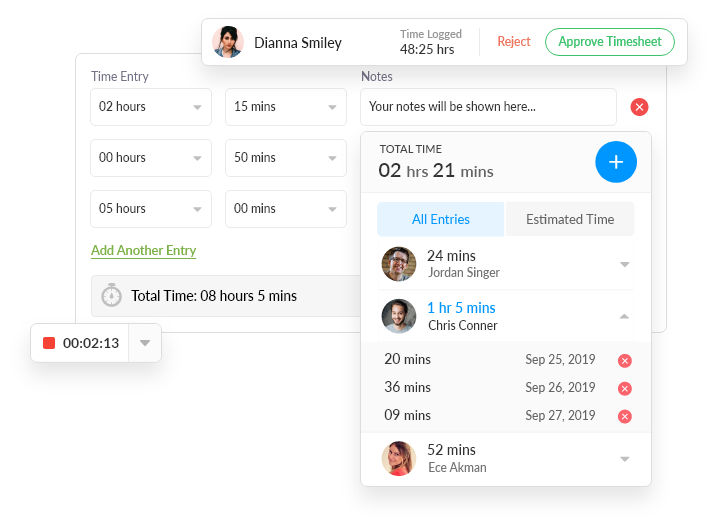 Dianna Smiley
Time Logged
48:25 hrs
Reject
Approve Timesheet
Time Entry
Notes
02 hours
15 mins
Your notes will be shown here...
00 hours
50 mins
05 hours
00 mins
Add Another Entry
Total Time: 08 hours 5 mins
00:02:13
TOTAL TIME
02 hrs 21 mins
All Entries
Estimated Time
24 mins
Jordan Singer
1 hr 5 mins
Chris Conner
20 mins
Sep 25, 2019
36 mins
Sep 26, 2019
09 mins
Sep 27, 2019
52 mins
Ece Akman